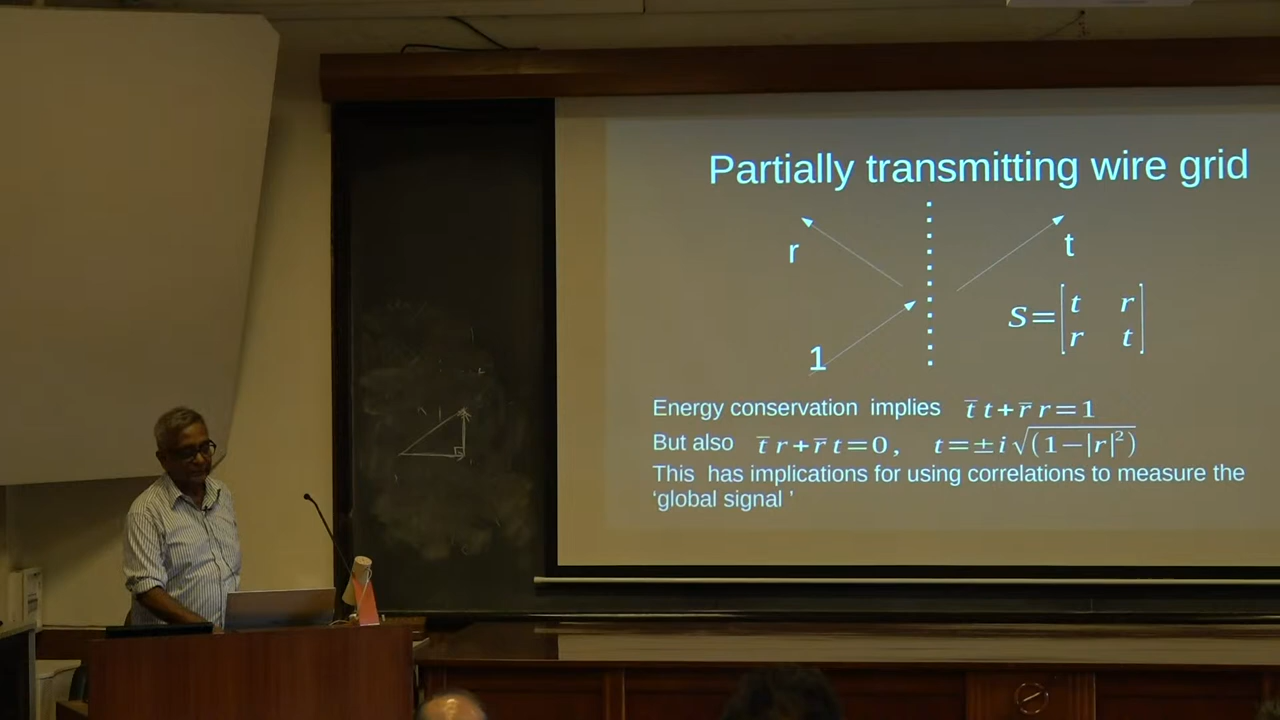 Partially transmitting wire grid
r
t
1
S=[t r
r t]
Energy conservation implies t̅ t+r̅ r=1
But also t̅ r+r̅ t=0, t=±i√(1−|r|²)
This has implications for using correlations to measure the
‘global signal ’